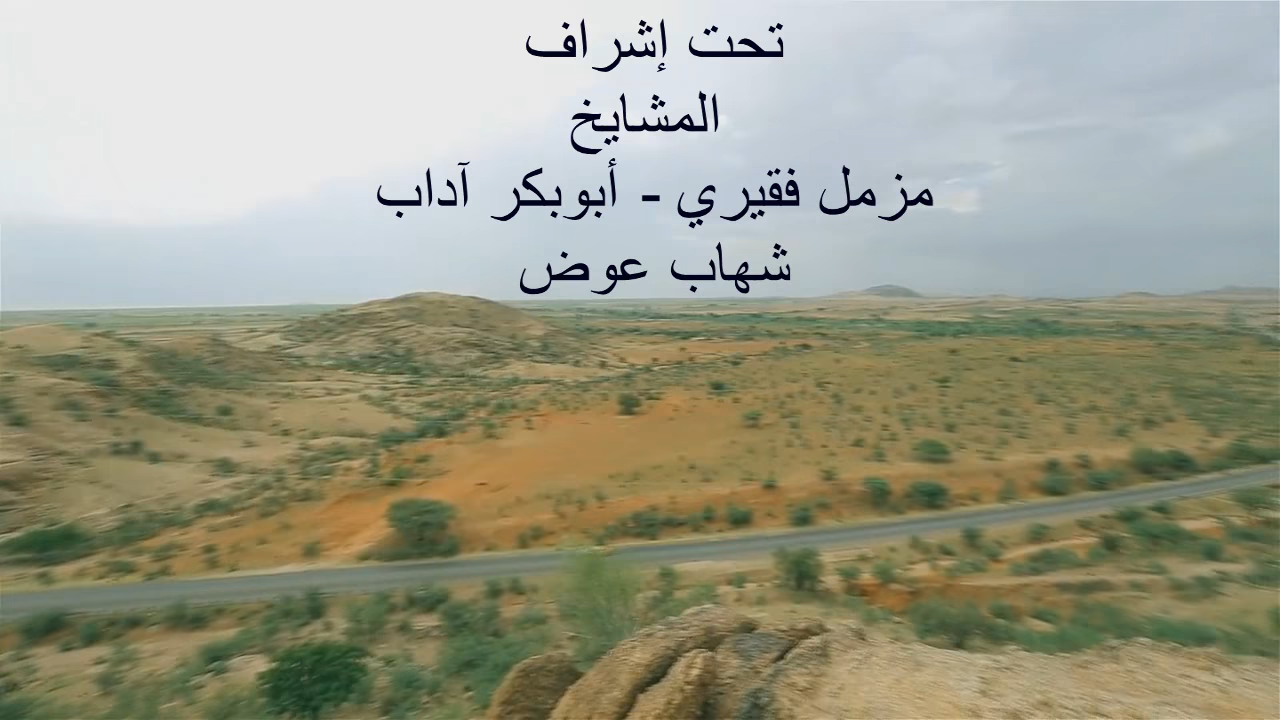 تحت إشراف
المشايخ
مزمل فقيري - أبوبكر آداب
شهاب عوض